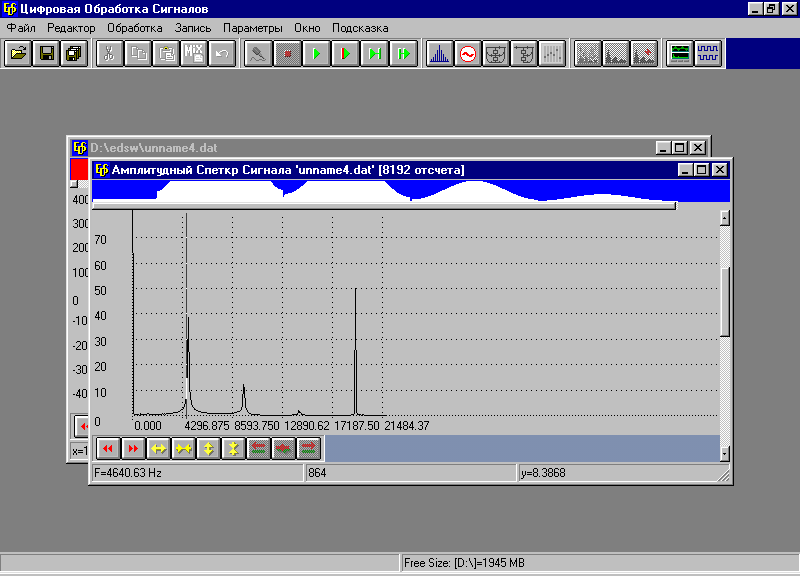 Цифровая Обработка Сигналов
Файл Редактор Обработка Запись Параметры Окно Подсказка
MiX
D:\edsw\unname4.dat
Амплитудный Спеткр Сигнала 'unname4.dat' [8192 отсчета]
400
300
200
100
0
-10
-20
-30
-40
70
60
50
40
30
20
10
0
0.000 4296.875 8593.750 12890.62 17187.50 21484.37
x=1
F=4640.63 Hz 864 y=8.3868
Free Size: [D:\]=1945 MB